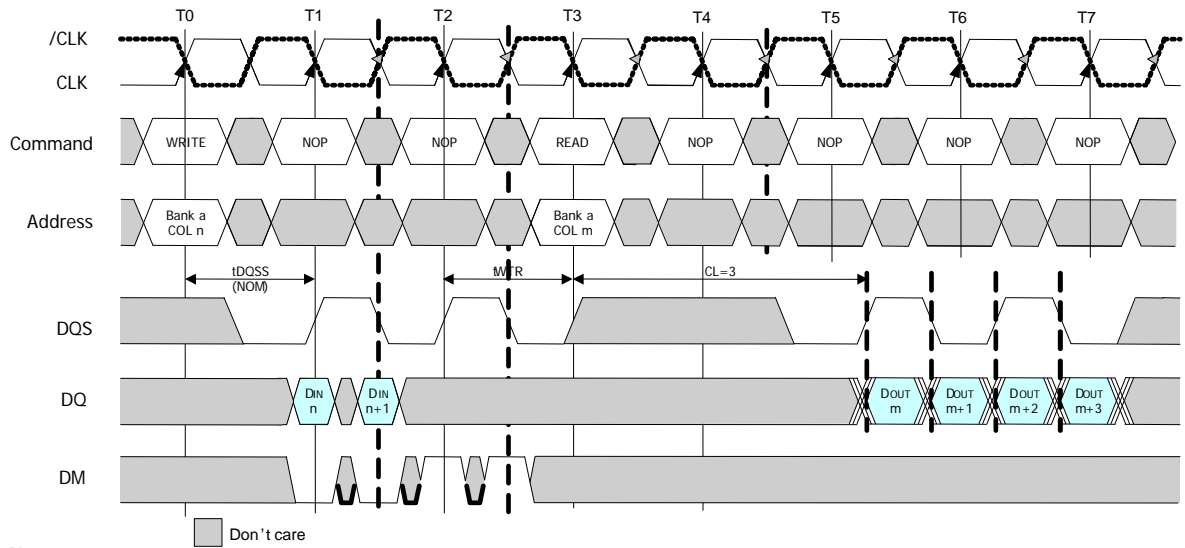 T0 T1 T2 T3 T4 T5 T6 T7
/CLK
CLK
Command WRITE NOP NOP READ NOP NOP NOP NOP
Address Bank a COL n Bank a COL m
tDQSS (NOM) tWTR CL=3
DQS
DQ DIN n DIN n+1 DOUT m DOUT m+1 DOUT m+2 DOUT m+3
DM
Don't care